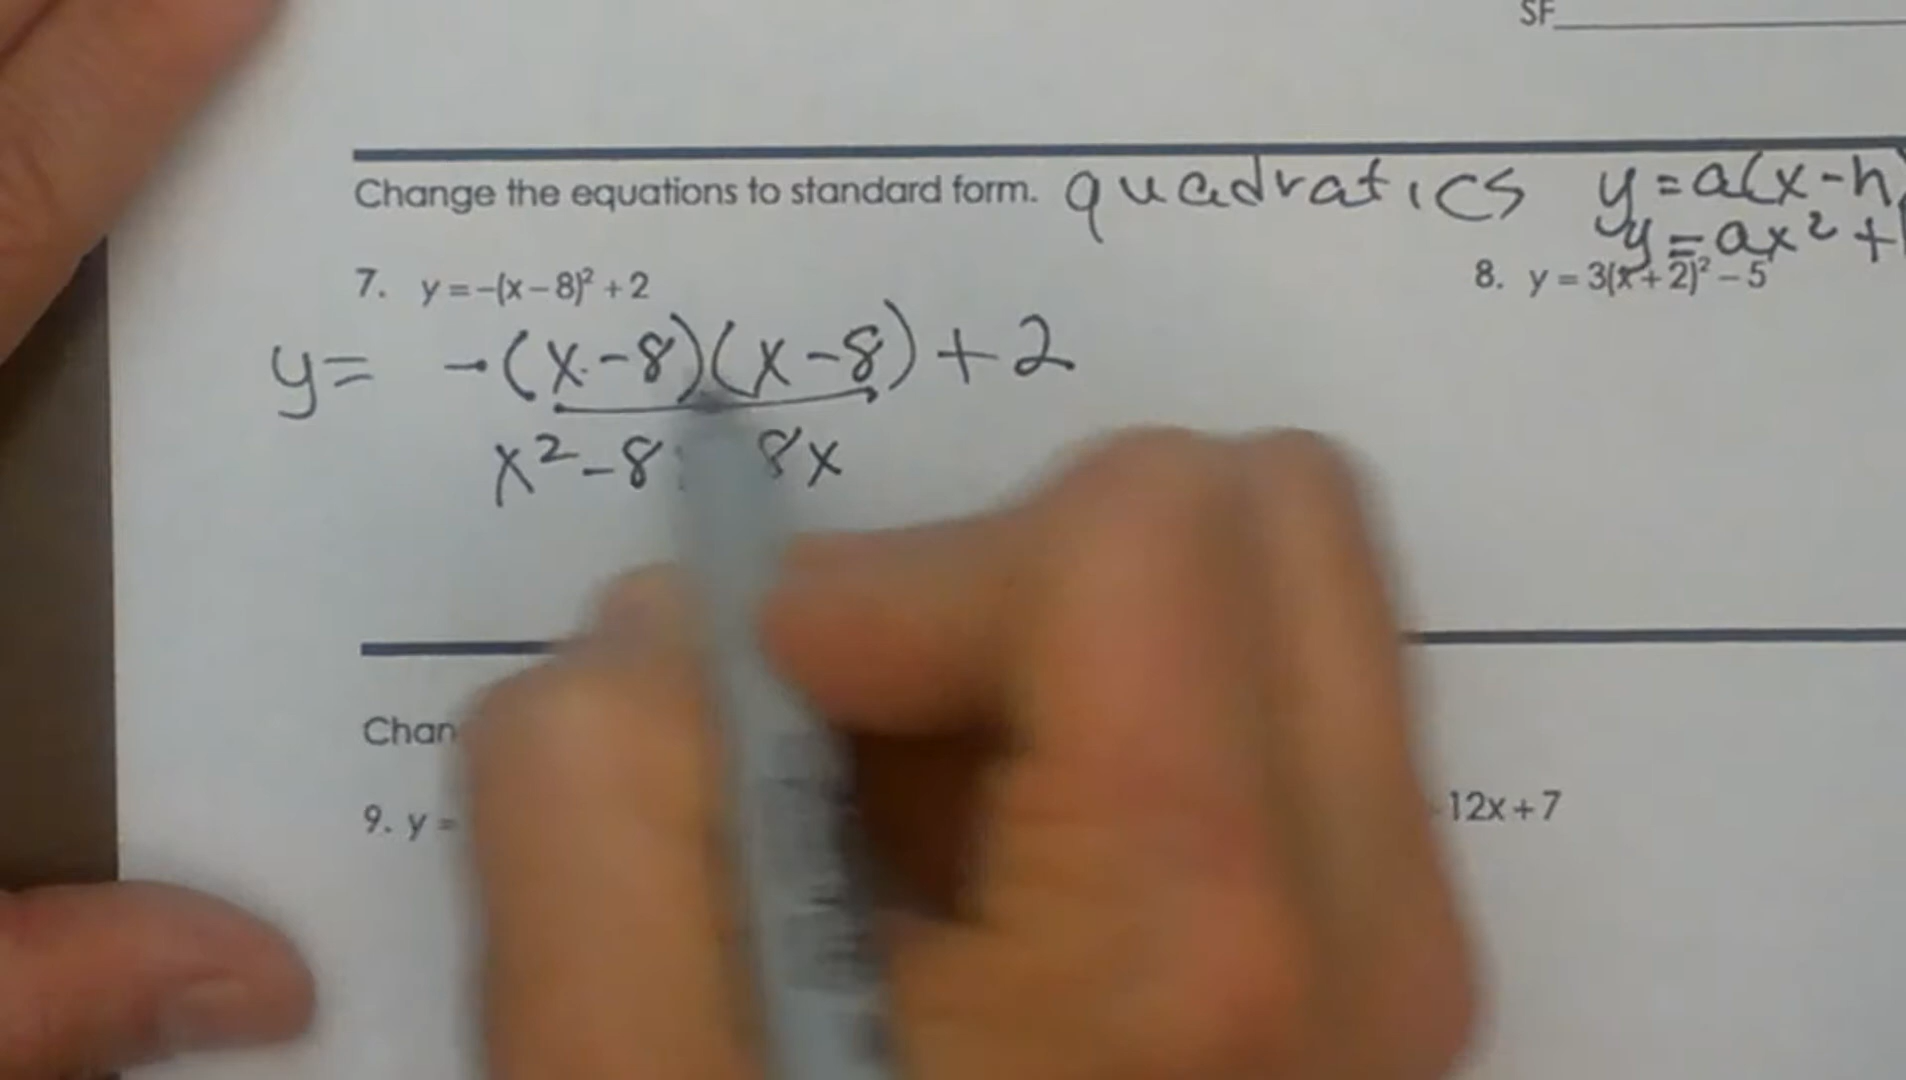 SF
Change the equations to standard form. quadratics y=a(x-h)
y=ax²+
7. y = -(x - 8)² + 2
8. y = 3(x + 2)² - 5
y= -(x-8)(x-8)+2
x²-8 8x
Chan
9. y =
12x + 7